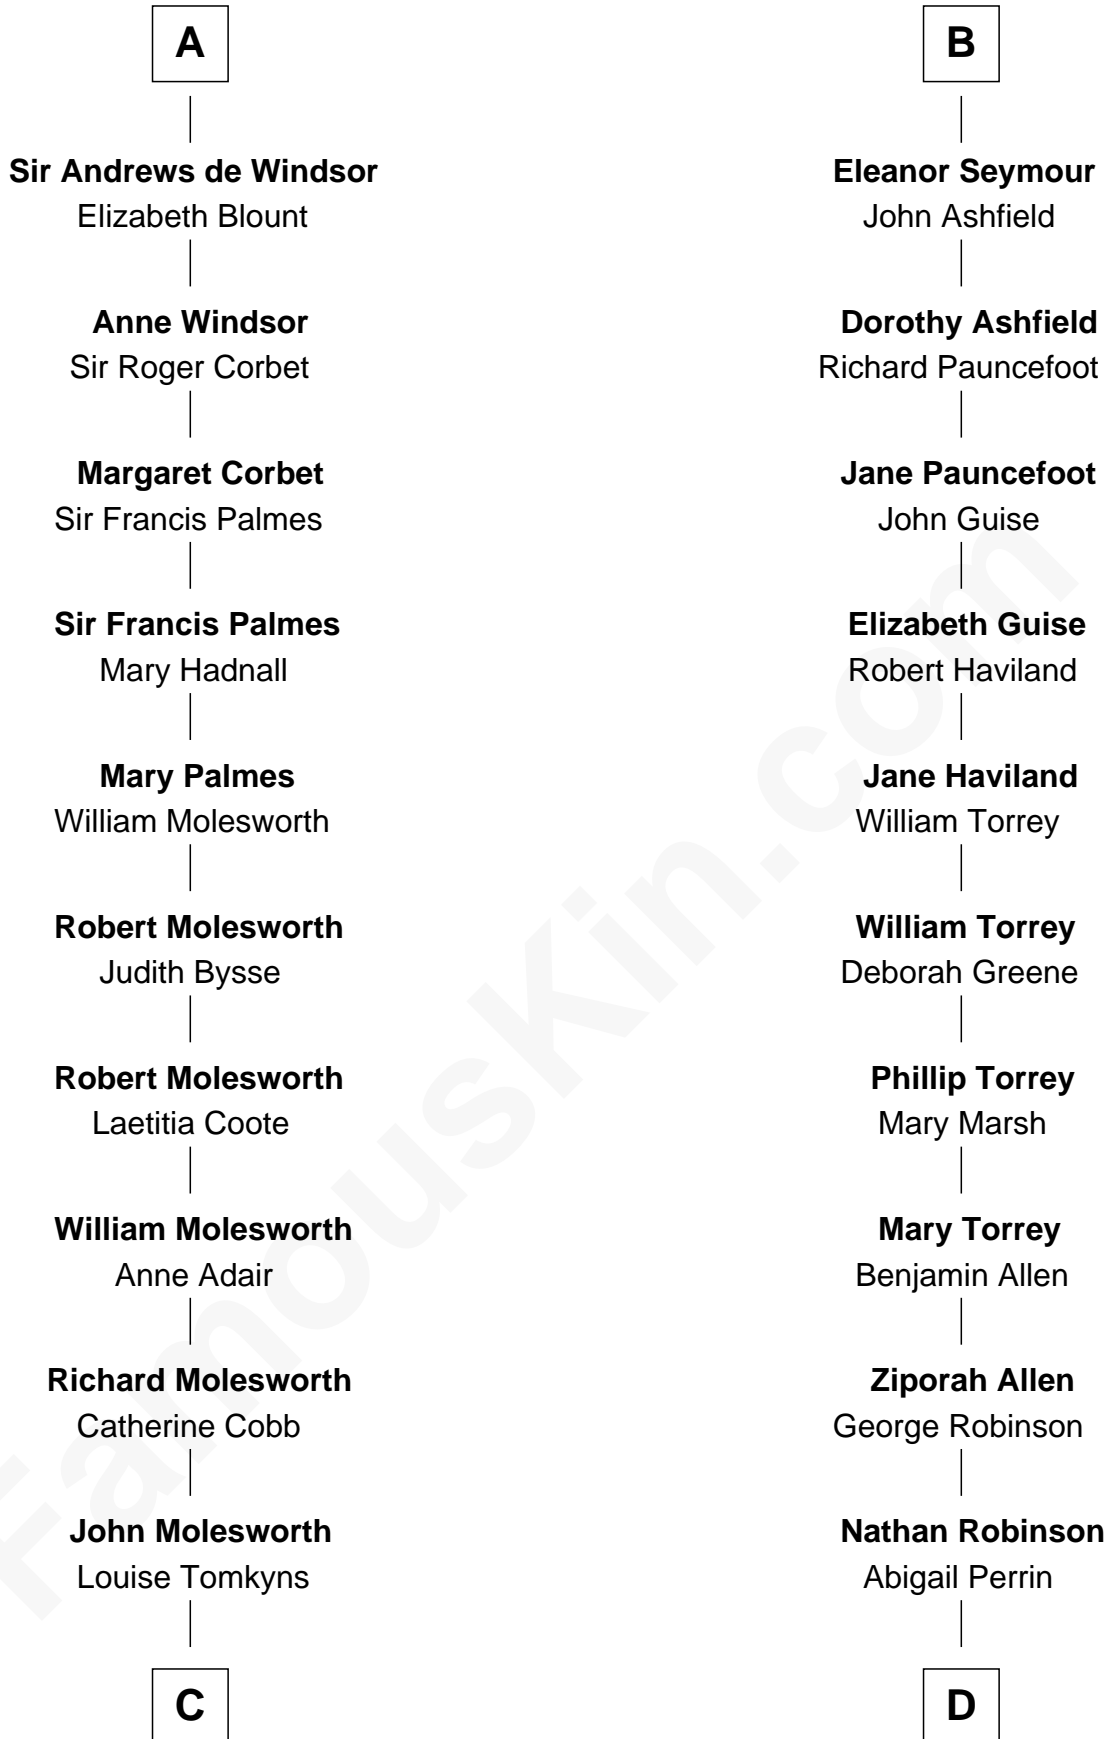 A
Sir Andrews de Windsor
Elizabeth Blount
Anne Windsor
Sir Roger Corbet
Margaret Corbet
Sir Francis Palmes
Sir Francis Palmes
Mary Hadnall
Mary Palmes
William Molesworth
Robert Molesworth
Judith Bysse
Robert Molesworth
Laetitia Coote
William Molesworth
Anne Adair
Richard Molesworth
Catherine Cobb
John Molesworth
Louise Tomkyns
C
B
Eleanor Seymour
John Ashfield
Dorothy Ashfield
Richard Pauncefoot
Jane Pauncefoot
John Guise
Elizabeth Guise
Robert Haviland
Jane Haviland
William Torrey
William Torrey
Deborah Greene
Phillip Torrey
Mary Marsh
Mary Torrey
Benjamin Allen
Ziporah Allen
George Robinson
Nathan Robinson
Abigail Perrin
D
FamousKin.com